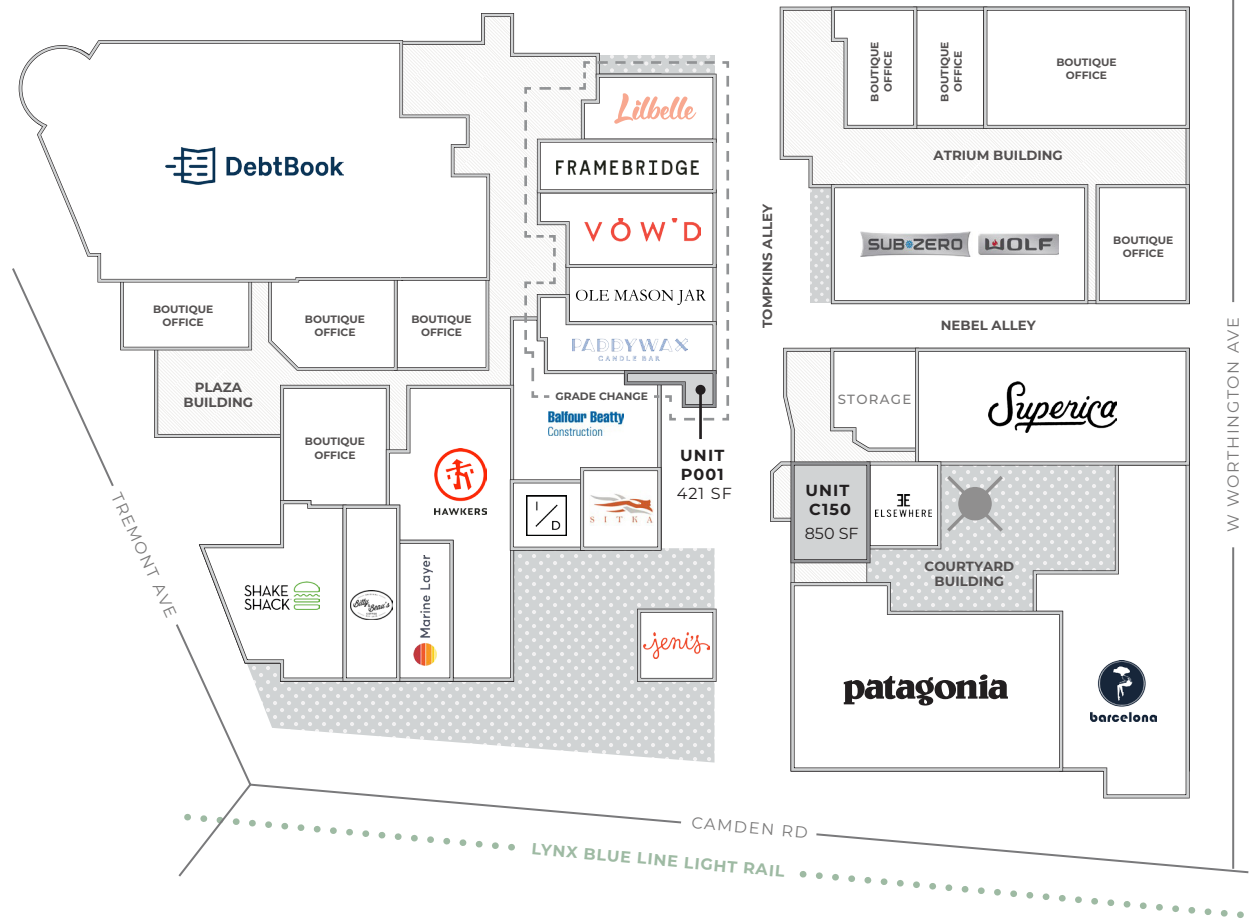 BOUTIQUE
OFFICE
BOUTIQUE
OFFICE
BOUTIQUE
OFFICE
Lilbelle
FRAMEBRIDGE
DebtBook
ATRIUM BUILDING
VOW'D
SUB ZERO
WOLF
BOUTIQUE
OFFICE
TOMPKINS ALLEY
OLE MASON JAR
BOUTIQUE
OFFICE
BOUTIQUE
OFFICE
BOUTIQUE
OFFICE
NEBEL ALLEY
PADDYWAX
CANDLE BAR
W WORTHINGTON AVE
PLAZA
BUILDING
GRADE CHANGE
STORAGE
Superica
Balfour Beatty
Construction
BOUTIQUE
OFFICE
UNIT
P001
421 SF
HAWKERS
I/D
SITKA
UNIT
C150
850 SF
ELSEWHERE
TREMONT AVE
COURTYARD
BUILDING
SHAKE
SHACK
Billy Beau's
Marine Layer
jeni's
patagonia
barcelona
CAMDEN RD
LYNX BLUE LINE LIGHT RAIL